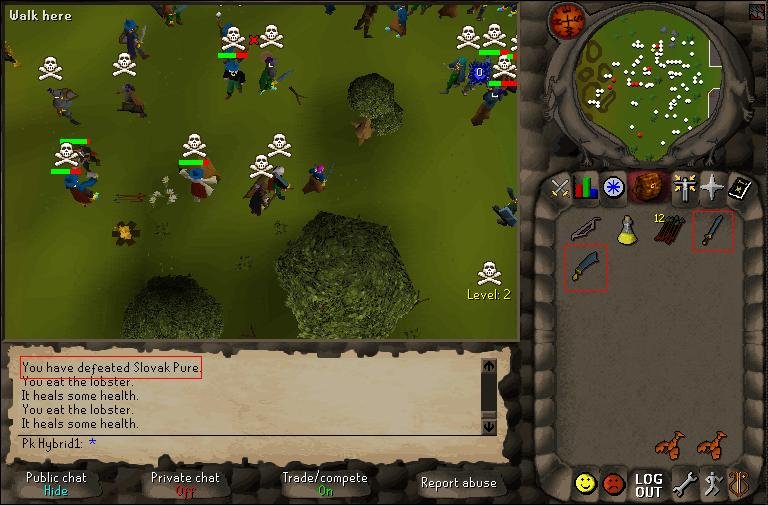 Walk here
0
Level: 2
12
You have defeated Slovak Pure.
You eat the lobster.
It heals some health.
You eat the lobster.
It heals some health.
Pk Hybrid1: *
Public chat
Hide
Private chat
Off
Trade/compete
On
Report abuse
LOG
OUT